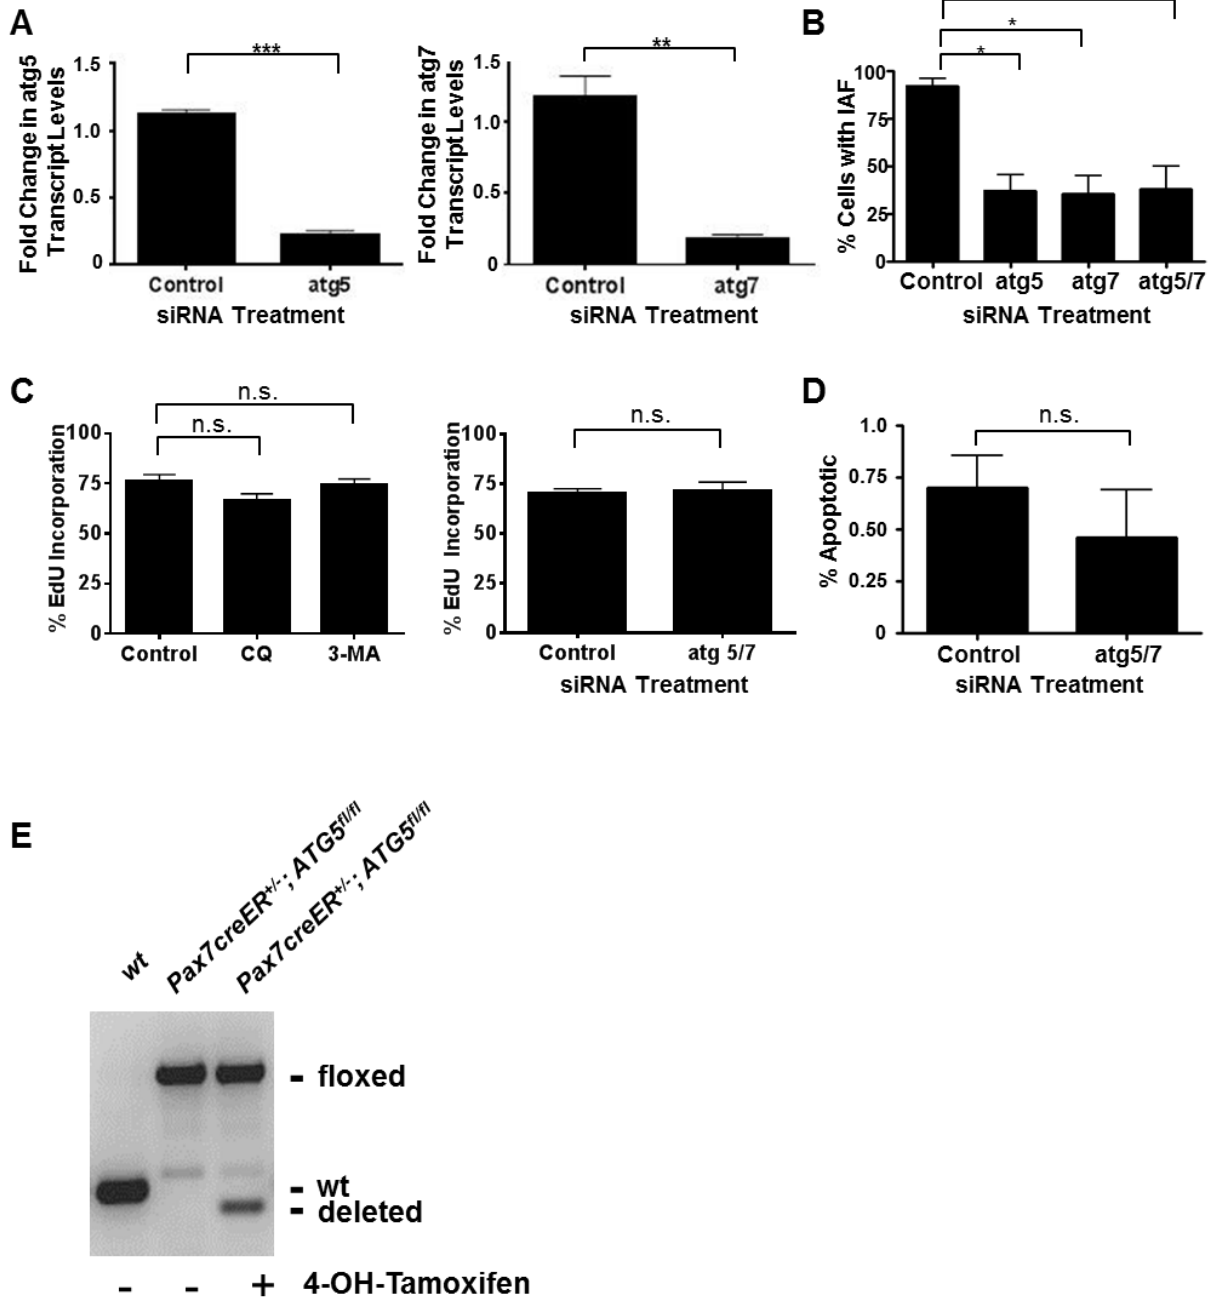 A
***
Fold Change in atg5
Transcript Levels
1.5
1.0
0.5
0
Control
atg5
siRNA Treatment
**
Fold Change in atg7
Transcript Levels
1.5
1.0
0.5
0
Control
atg7
siRNA Treatment
B
*
*
% Cells with IAF
100
75
50
25
0
Control
atg5
atg7
atg5/7
siRNA Treatment
C
n.s.
n.s.
% EdU Incorporation
100
75
50
25
0
Control
CQ
3-MA
n.s.
% EdU Incorporation
100
75
50
25
0
Control
atg 5/7
siRNA Treatment
D
n.s.
% Apoptotic
1.0
0.75
0.50
0.25
0
Control
atg5/7
siRNA Treatment
E
wt
Pax7creER+/-; ATG5fl/fl
Pax7creER+/-; ATG5fl/fl
- floxed
- wt
- deleted
- - + 4-OH-Tamoxifen